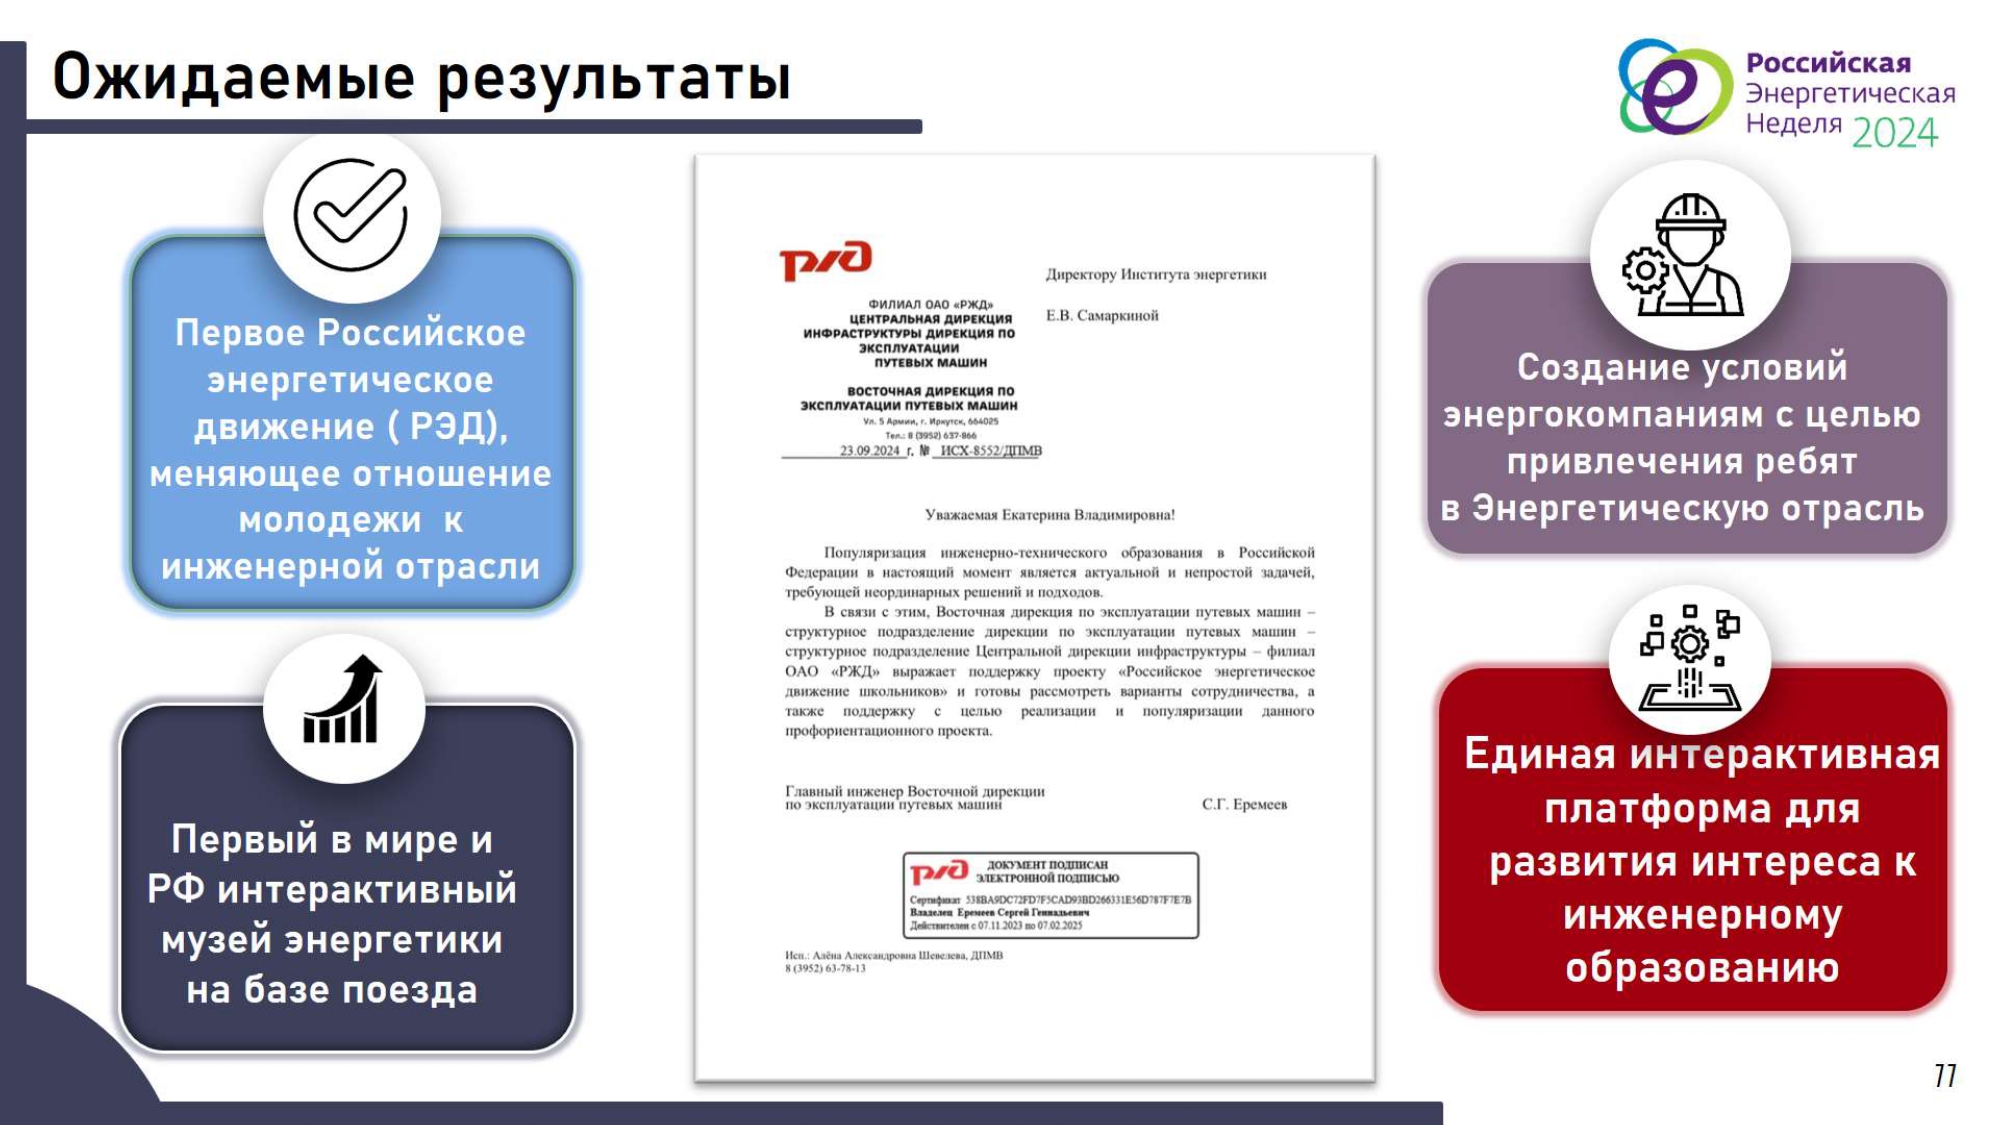 Ожидаемые результаты
Российская
Энергетическая
Неделя 2024
Первое Российское
энергетическое
движение ( РЭД),
меняющее отношение
молодежи к
инженерной отрасли
Первый в мире и
РФ интерактивный
музей энергетики
на базе поезда
ржд
ФИЛИАЛ ОАО «РЖД»
ЦЕНТРАЛЬНАЯ ДИРЕКЦИЯ
ИНФРАСТРУКТУРЫ ДИРЕКЦИЯ ПО
ЭКСПЛУАТАЦИИ
ПУТЕВЫХ МАШИН
ВОСТОЧНАЯ ДИРЕКЦИЯ ПО
ЭКСПЛУАТАЦИИ ПУТЕВЫХ МАШИН
Ул. 5 Армии, г. Иркутск, 664025
Тел.: 8 (3952) 637-866
23.09.2024 г. № ИСХ-8552/ДПМВ
Директору Института энергетики
Е.В. Самаркиной
Уважаемая Екатерина Владимировна!
Популяризация инженерно-технического образования в Российской
Федерации в настоящий момент является актуальной и непростой задачей,
требующей неординарных решений и подходов.
В связи с этим, Восточная дирекция по эксплуатации путевых машин –
структурное подразделение дирекции по эксплуатации путевых машин –
структурное подразделение Центральной дирекции инфраструктуры – филиал
ОАО «РЖД» выражает поддержку проекту «Российское энергетическое
движение школьников» и готовы рассмотреть варианты сотрудничества, а
также поддержку с целью реализации и популяризации данного
профориентационного проекта.
Главный инженер Восточной дирекции
по эксплуатации путевых машин
С.Г. Еремеев
ржд
ДОКУМЕНТ ПОДПИСАН
ЭЛЕКТРОННОЙ ПОДПИСЬЮ
Сертификат
Владелец Еремеев Сергей Геннадьевич
Действителен с 07.11.2023 по 07.02.2025
Исп.: Алёна Александровна Шевелева, ДПМВ
8 (3952) 63-78-13
Создание условий
энергокомпаниям с целью
привлечения ребят
в Энергетическую отрасль
Единая интерактивная
платформа для
развития интереса к
инженерному
образованию
11